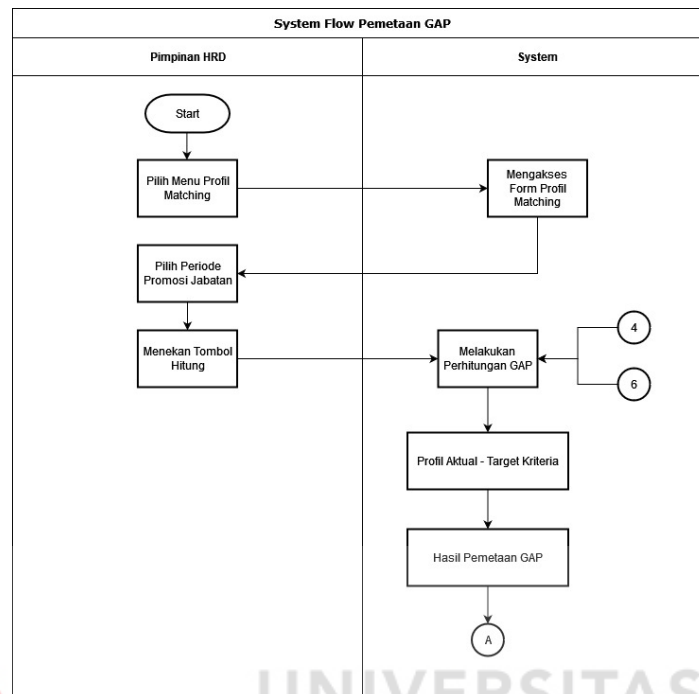 System Flow Pemetaan GAP
Pimpinan HRD
System
Start
Pilih Menu Profil
Matching
Mengakses
Form Profil
Matching
Pilih Periode
Promosi Jabatan
Menekan Tombol
Hitung
Melakukan
Perhitungan GAP
4
6
Profil Aktual - Target Kriteria
Hasil Pemetaan GAP
A
UNIVERSITAS